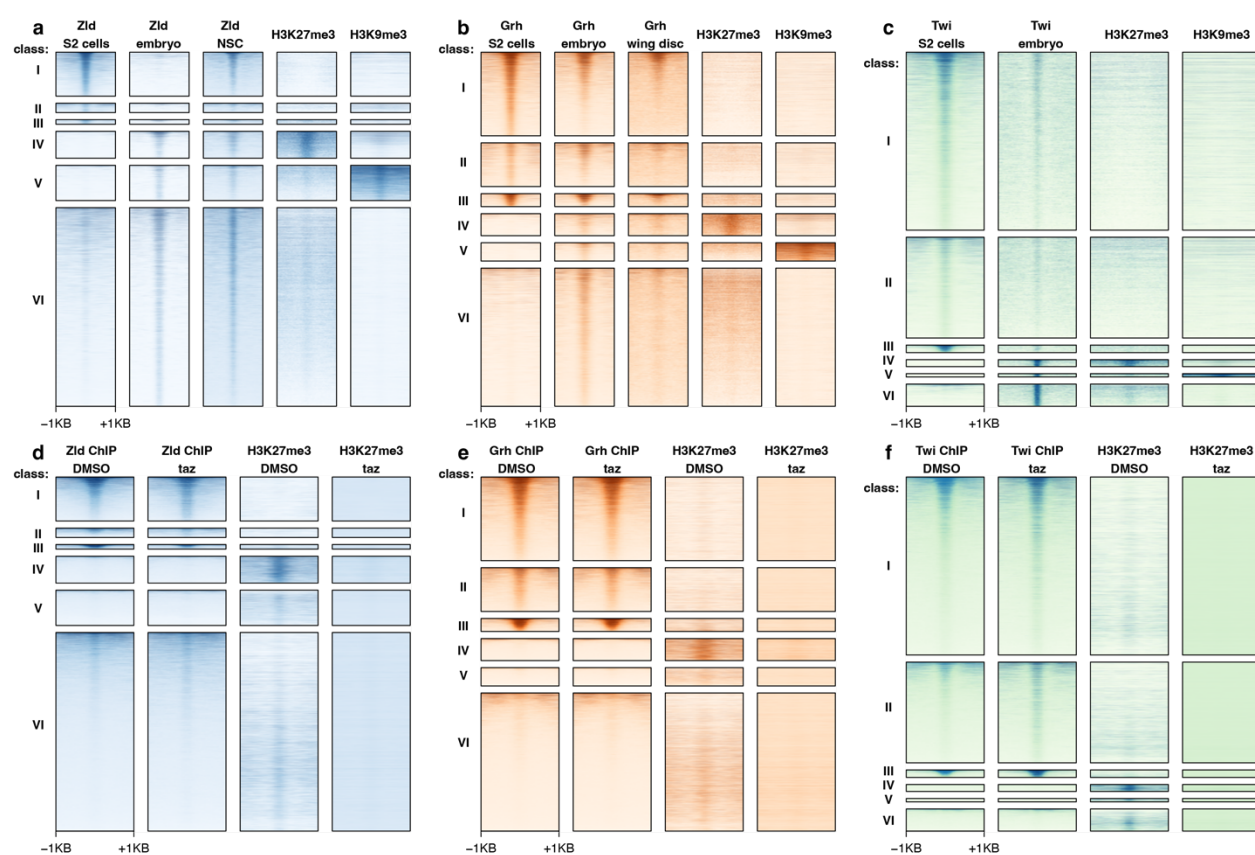 a
Zld Zld Zld H3K27me3 H3K9me3
S2 cells embryo NSC
class:
I
II
III
IV
V
VI
−1KB +1KB
b
Grh Grh Grh H3K27me3 H3K9me3
S2 cells embryo wing disc
class:
I
II
III
IV
V
VI
−1KB +1KB
c
Twi Twi H3K27me3 H3K9me3
S2 cells embryo
class:
I
II
III
IV
V
VI
−1KB +1KB
d
Zld ChIP Zld ChIP H3K27me3 H3K27me3
DMSO taz DMSO taz
class:
I
II
III
IV
V
VI
−1KB +1KB
e
Grh ChIP Grh ChIP H3K27me3 H3K27me3
DMSO taz DMSO taz
class:
I
II
III
IV
V
VI
−1KB +1KB
f
Twi ChIP Twi ChIP H3K27me3 H3K27me3
DMSO taz DMSO taz
class:
I
II
III
IV
V
VI
−1KB +1KB